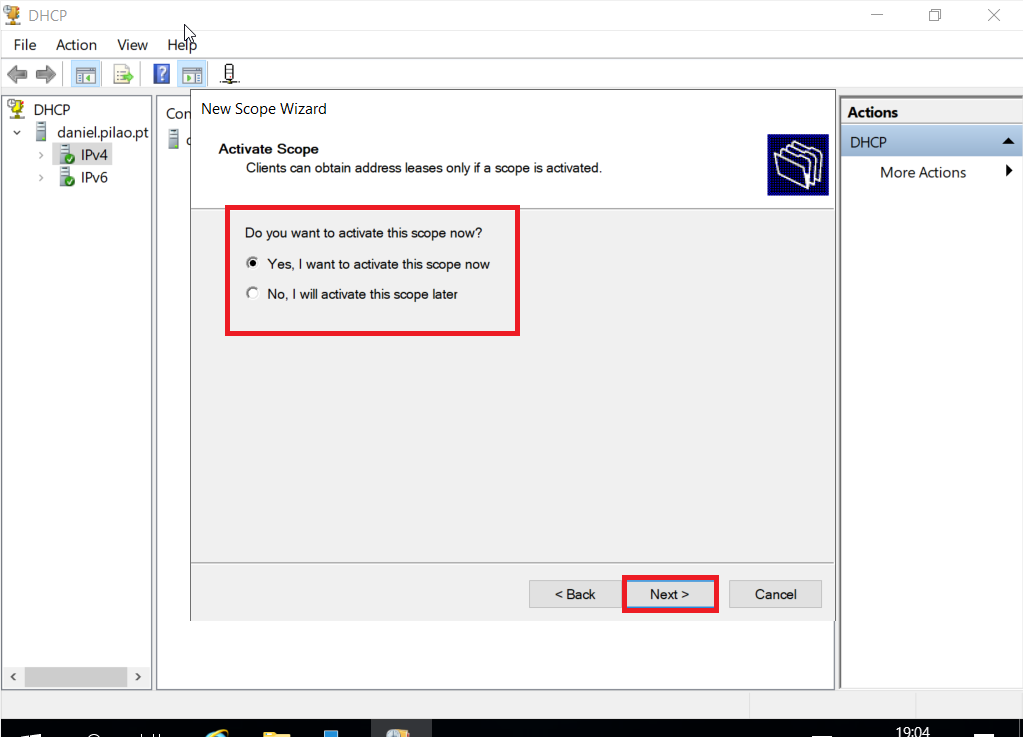 DHCP
File Action View Help
DHCP
daniel.pilao.pt
IPv4
IPv6
Con
New Scope Wizard
Activate Scope
Clients can obtain address leases only if a scope is activated.
Do you want to activate this scope now?
Yes, I want to activate this scope now
No, I will activate this scope later
< Back
Next >
Cancel
Actions
DHCP
More Actions
19:04